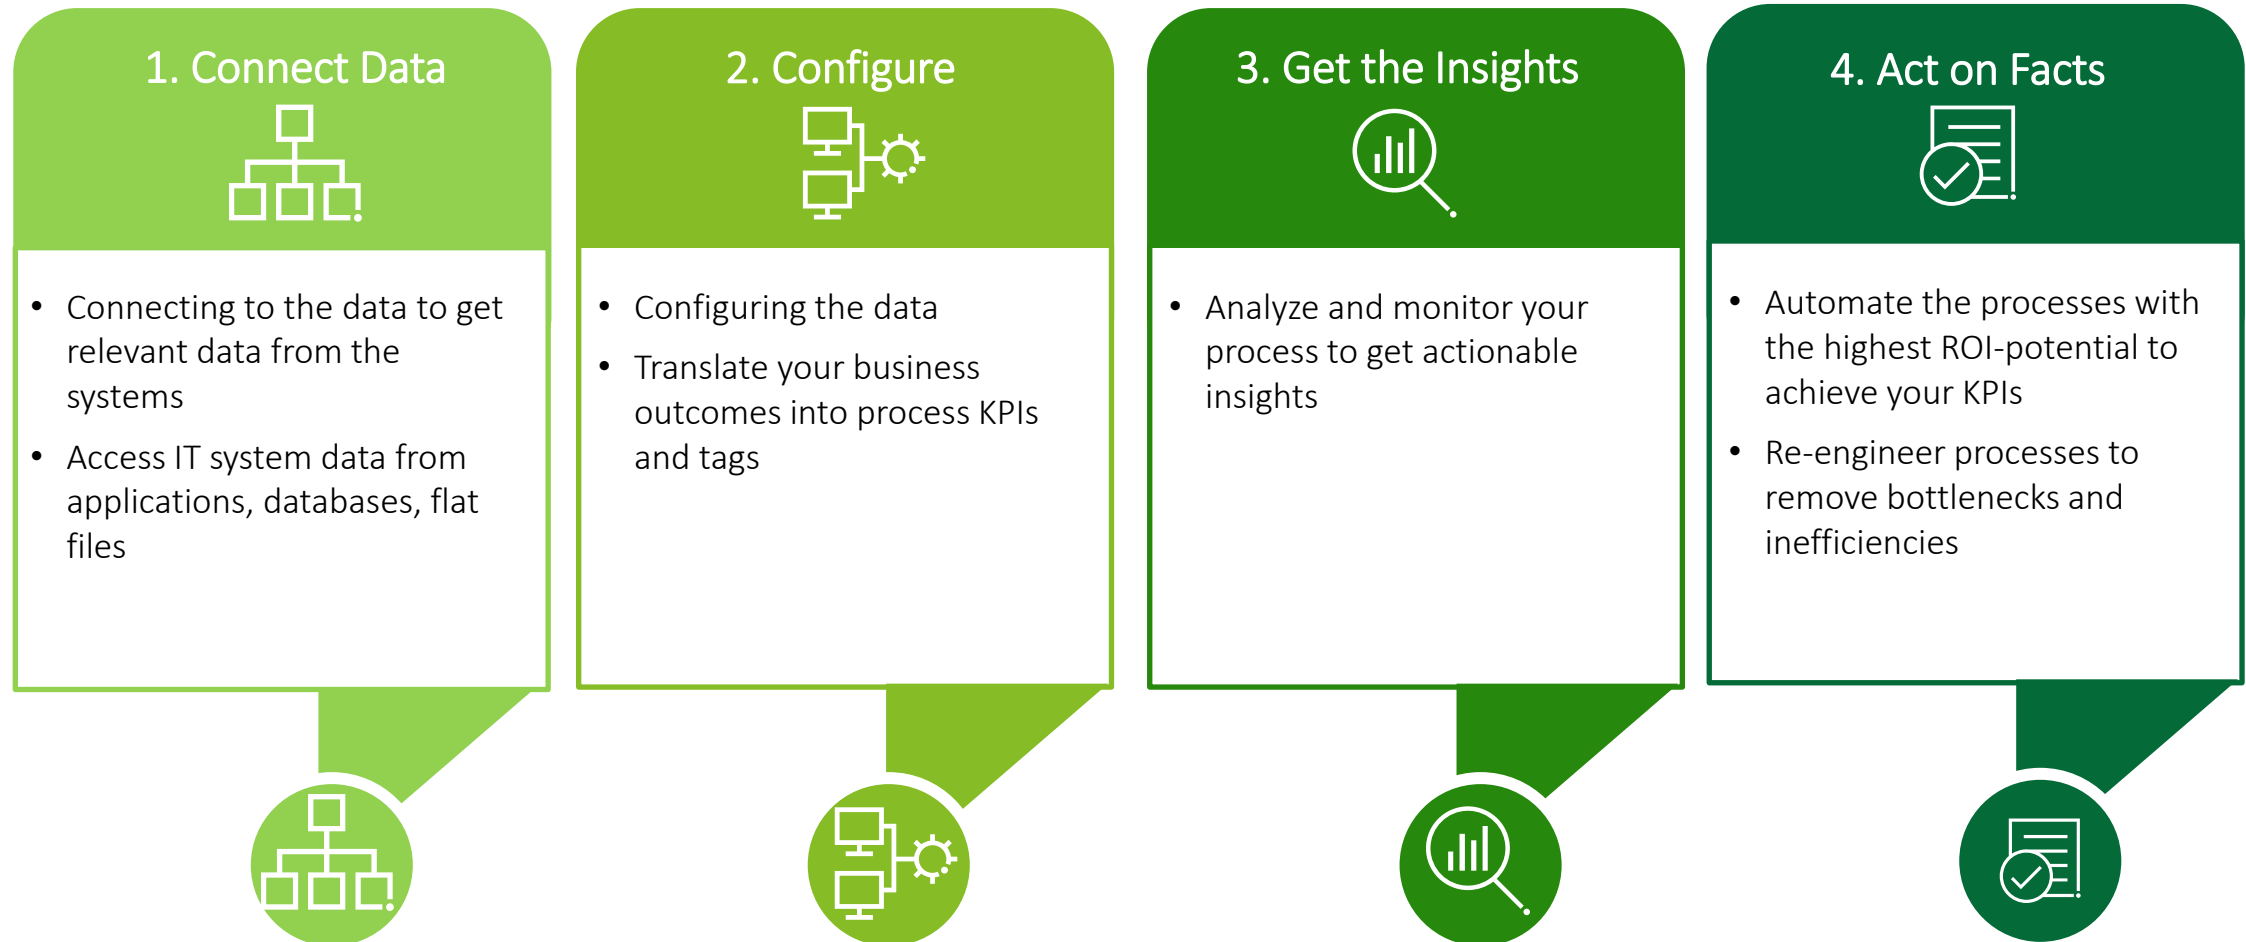 1. Connect Data
• Connecting to the data to get
relevant data from the
systems
• Access IT system data from
applications, databases, flat
files
2. Configure
• Configuring the data
• Translate your business
outcomes into process KPIs
and tags
3. Get the Insights
• Analyze and monitor your
process to get actionable
insights
4. Act on Facts
• Automate the processes with
the highest ROI-potential to
achieve your KPIs
• Re-engineer processes to
remove bottlenecks and
inefficiencies